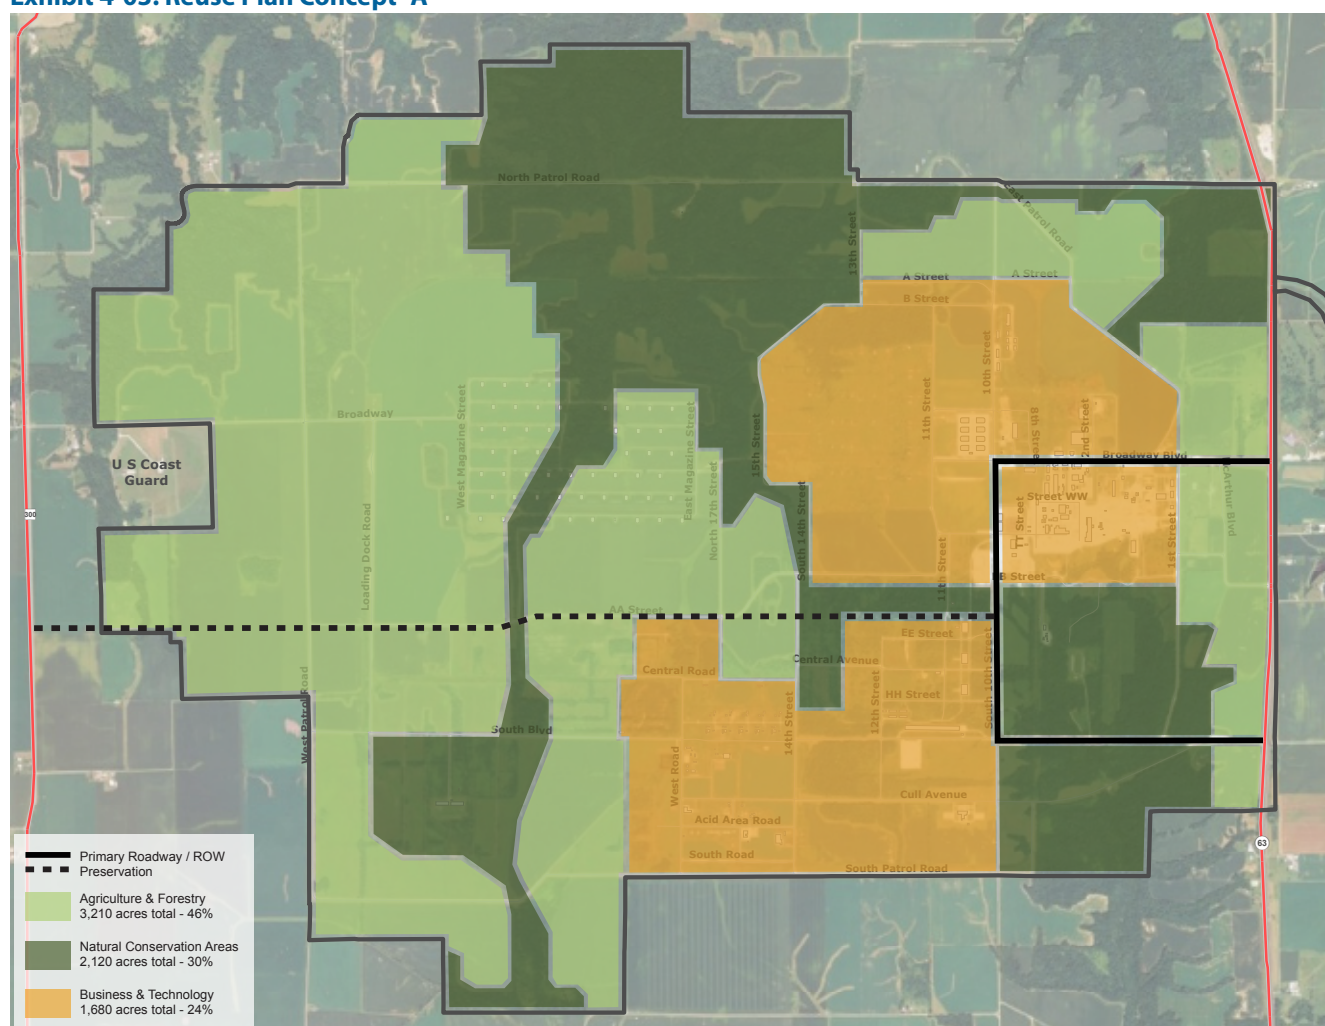 Exhibit 4-03: Reuse Plan Concept "A"
North Patrol Road
East Patrol Road
13th Street
A Street
A Street
B Street
10th Street
Broadway
West Magazine Street
East Magazine Street
11th Street
8th Street
2nd Street
15th Street
Broadway Blvd
U S Coast
Guard
McArthur Blvd
North 17th Street
South 14th Street
Street WW
TT Street
1st Street
300
Loading Dock Road
11th Street
BB Street
AA Street
EE Street
Central Road
Central Avenue
South 10th Street
West Patrol Road
12th Street
HH Street
14th Street
South Blvd
West Road
Cull Avenue
Acid Area Road
South Road
South Patrol Road
63
Primary Roadway / ROW
Preservation
Agriculture & Forestry
3,210 acres total - 46%
Natural Conservation Areas
2,120 acres total - 30%
Business & Technology
1,680 acres total - 24%